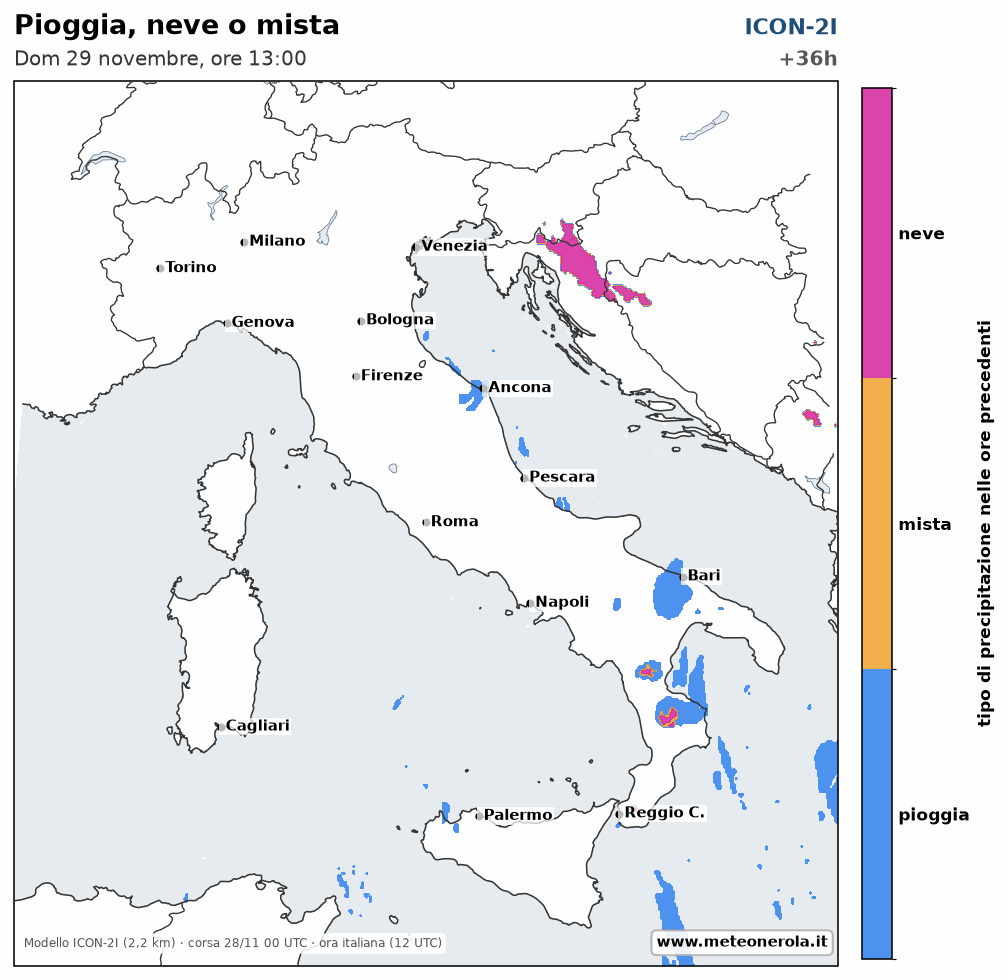 Pioggia, neve o mista
ICON-2I
Dom 29 novembre, ore 13:00
+36h
neve
mista
pioggia
tipo di precipitazione nelle ore precedenti
Milano
Venezia
Torino
Genova
Bologna
Firenze
Ancona
Pescara
Roma
Bari
Napoli
Cagliari
Palermo
Reggio C.
Modello ICON-2I (2,2 km) · corsa 28/11 00 UTC · ora italiana (12 UTC)
www.meteonerola.it